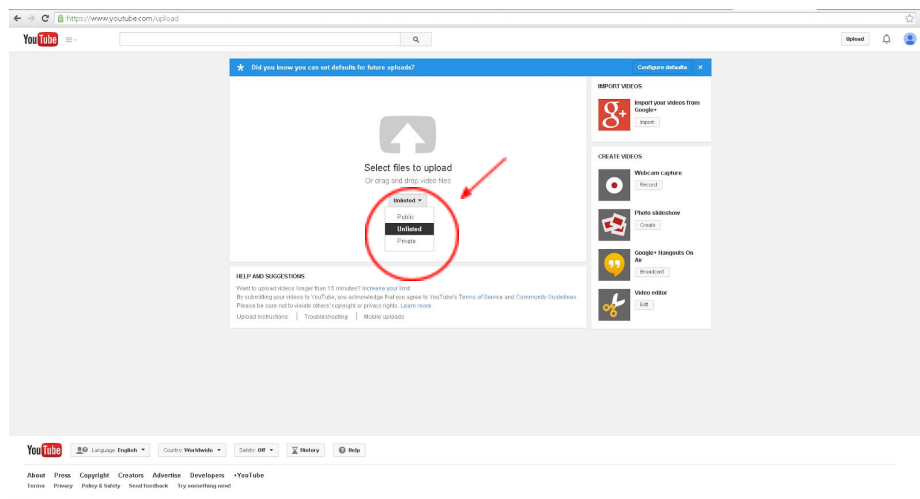 https://www.youtube.com/upload
YouTube
Upload
Did you know you can set defaults for future uploads?
Configure defaults ×
Select files to upload
Or drag and drop video files
Unlisted
Public
Unlisted
Private
IMPORT VIDEOS
Import your videos from
Google+
Import
CREATE VIDEOS
Webcam capture
Record
Photo slideshow
Create
Google+ Hangouts On
Air
Broadcast
Video editor
Edit
HELP AND SUGGESTIONS
Want to upload videos longer than 15 minutes? Increase your limit
By submitting your videos to YouTube, you acknowledge that you agree to YouTube's Terms of Service and Community Guidelines.
Please be sure not to violate others' copyright or privacy rights. Learn more
Upload instructions | Troubleshooting | Mobile uploads
YouTube Language: English Country: Worldwide Safety: Off History Help
About Press Copyright Creators Advertise Developers +YouTube
Terms Privacy Policy & Safety Send feedback Try something new!